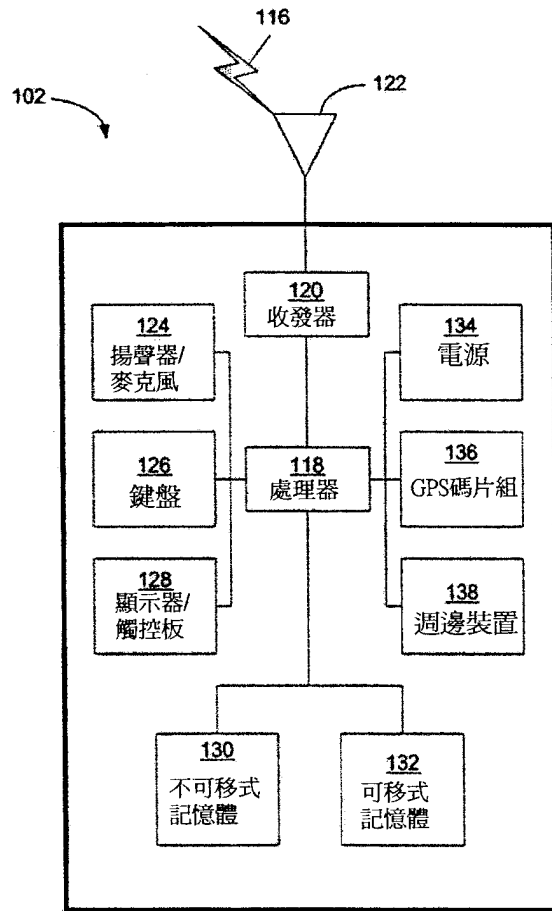 116
102
122
120
收發器
124
揚聲器/
麥克風
134
電源
126
鍵盤
118
處理器
136
GPS碼片組
128
顯示器/
觸控板
138
週邊裝置
130
不可移式
記憶體
132
可移式
記憶體